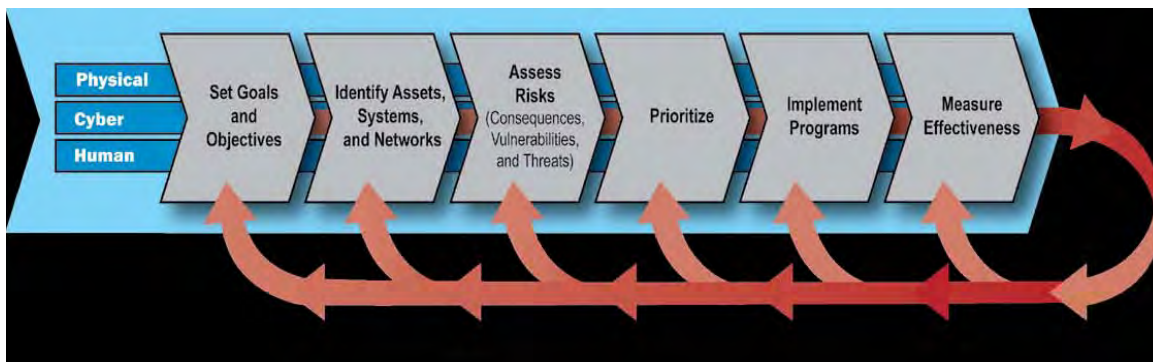 Physical
Cyber
Human
Set Goals
and
Objectives
Identify Assets,
Systems,
and Networks
Assess
Risks
(Consequences,
Vulnerabilities,
and Threats)
Prioritize
Implement
Programs
Measure
Effectiveness